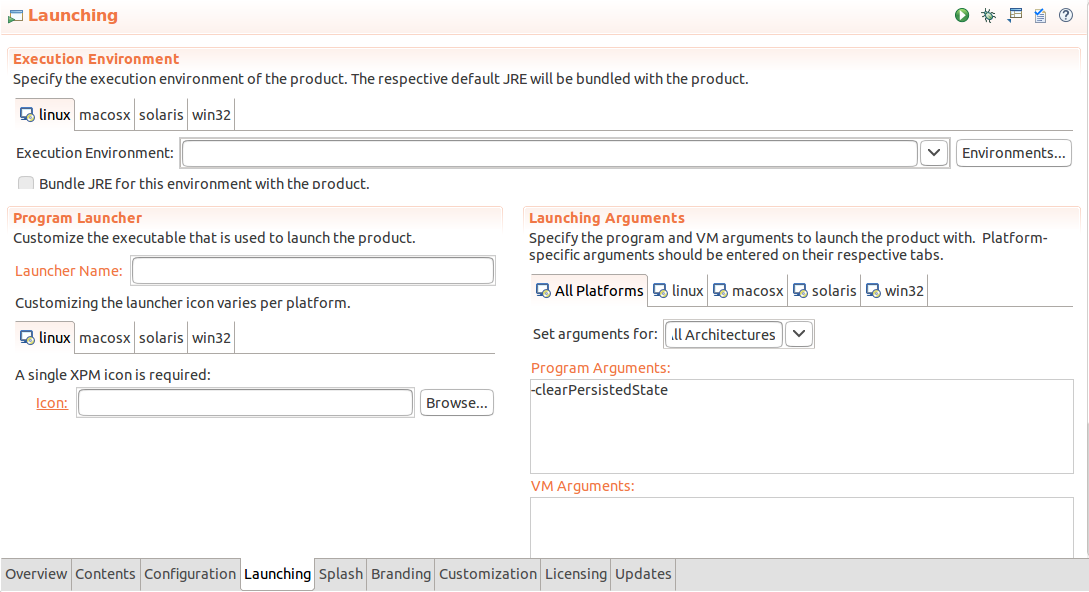 Launching
Execution Environment
Specify the execution environment of the product. The respective default JRE will be bundled with the product.
linux macosx solaris win32
Execution Environment: Environments...
Bundle JRE for this environment with the product.
Program Launcher
Customize the executable that is used to launch the product.
Launcher Name:
Customizing the launcher icon varies per platform.
linux macosx solaris win32
A single XPM icon is required:
Icon: Browse...
Launching Arguments
Specify the program and VM arguments to launch the product with. Platform-
specific arguments should be entered on their respective tabs.
All Platforms linux macosx solaris win32
Set arguments for: ll Architectures
Program Arguments:
-clearPersistedState
VM Arguments:
Overview Contents Configuration Launching Splash Branding Customization Licensing Updates